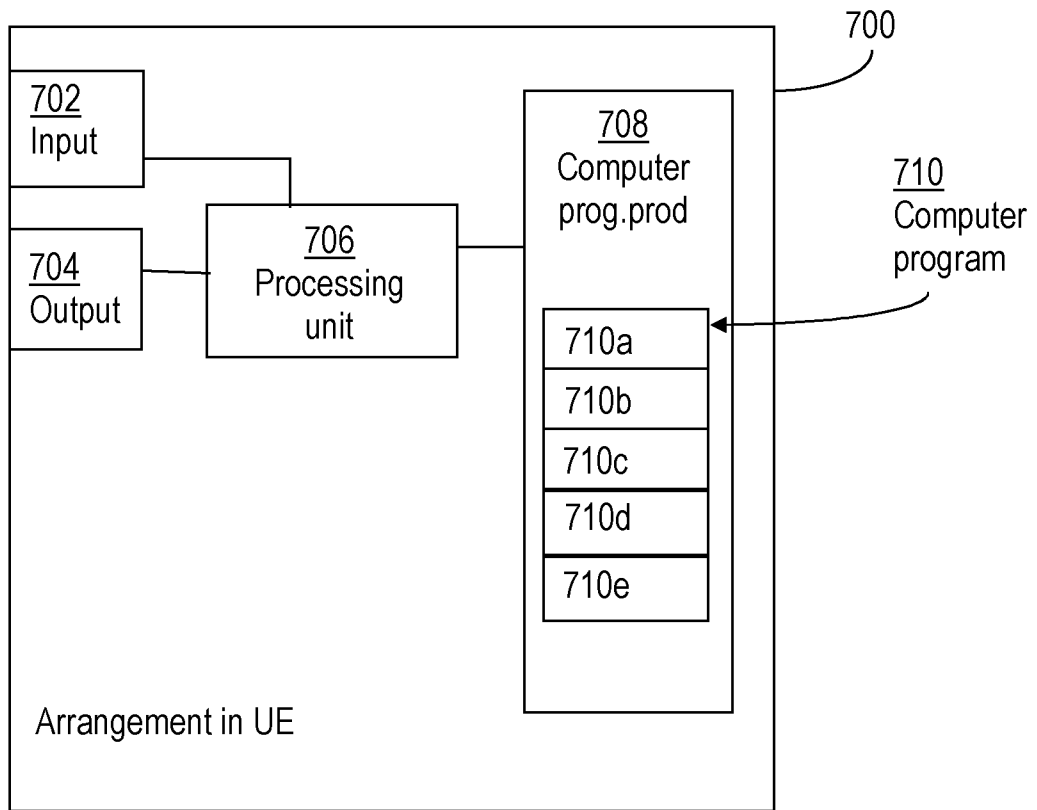 700
702
Input
704
Output
706
Processing
unit
708
Computer
prog.prod
710
Computer
program
710a
710b
710c
710d
710e
Arrangement in UE